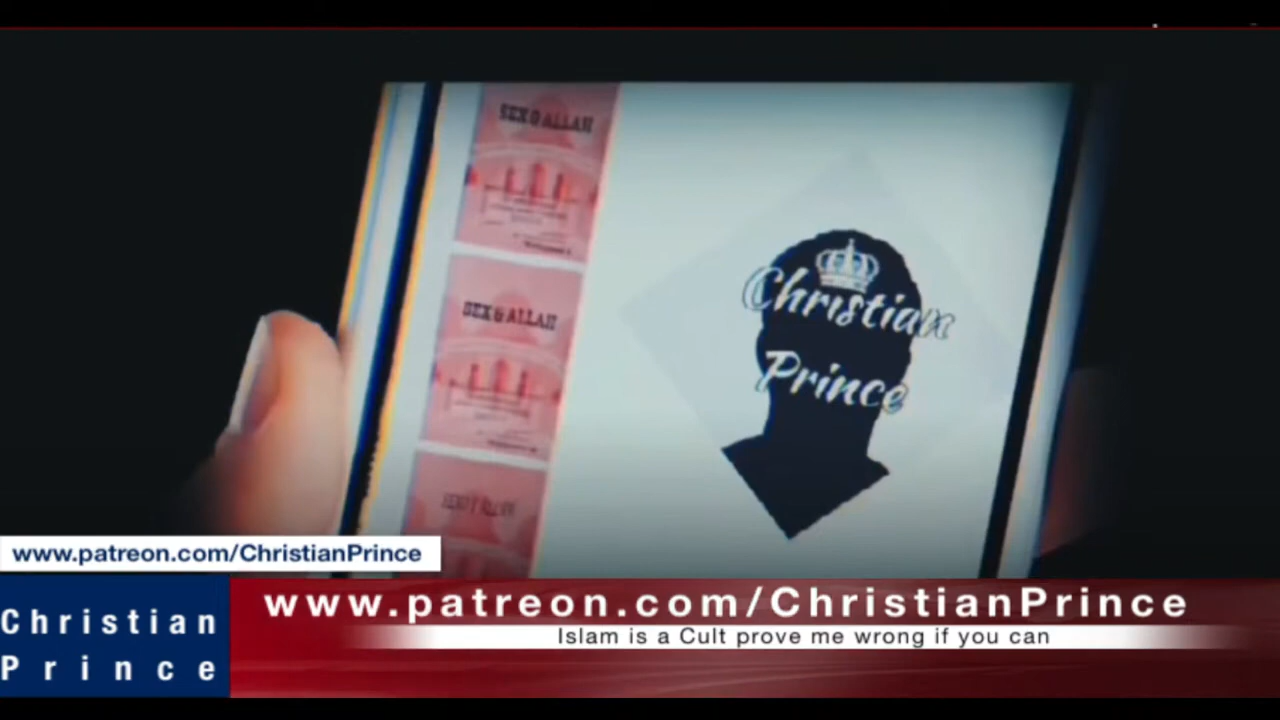 SEX & ALLAH
SEX & ALLAH
Christian
Prince
www.patreon.com/ChristianPrince
Christian
Prince
www.patreon.com/ChristianPrince
Islam is a Cult prove me wrong if you can